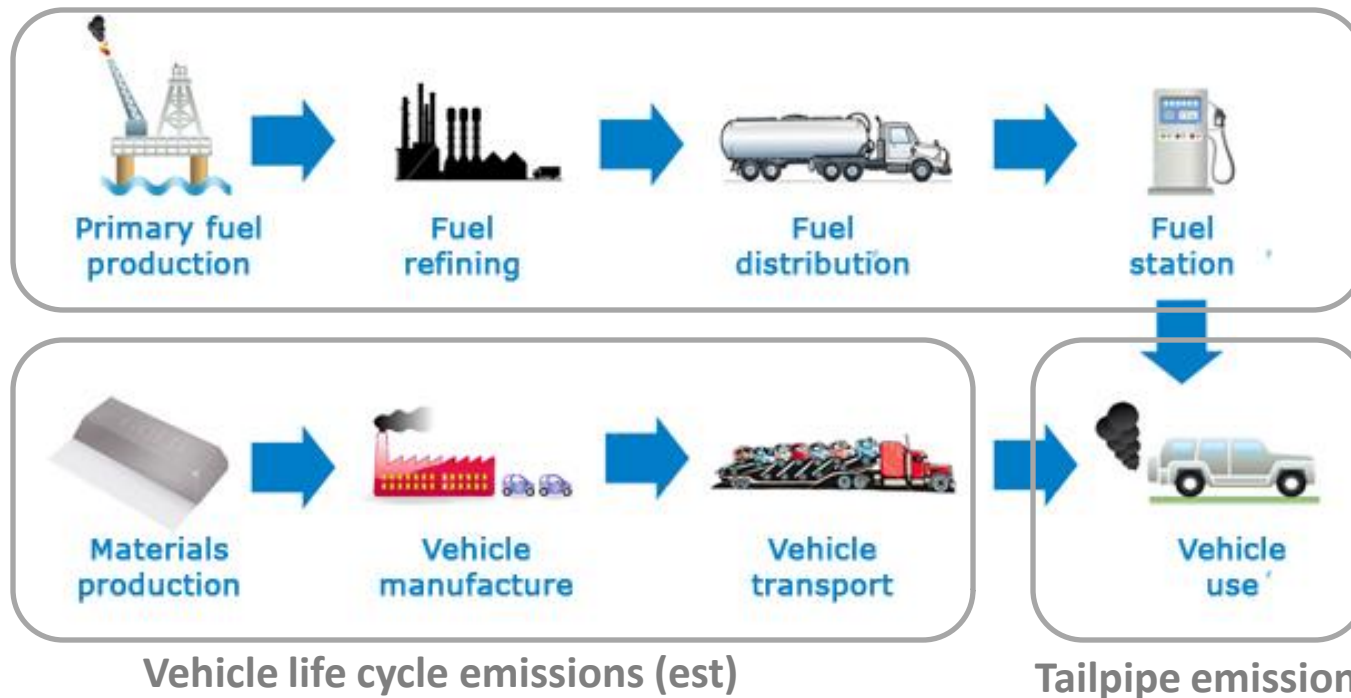 Primary fuel
production
Fuel
refining
Fuel
distribution
Fuel
station
Materials
production
Vehicle
manufacture
Vehicle
transport
Vehicle
use
Vehicle life cycle emissions (est)
Tailpipe emission